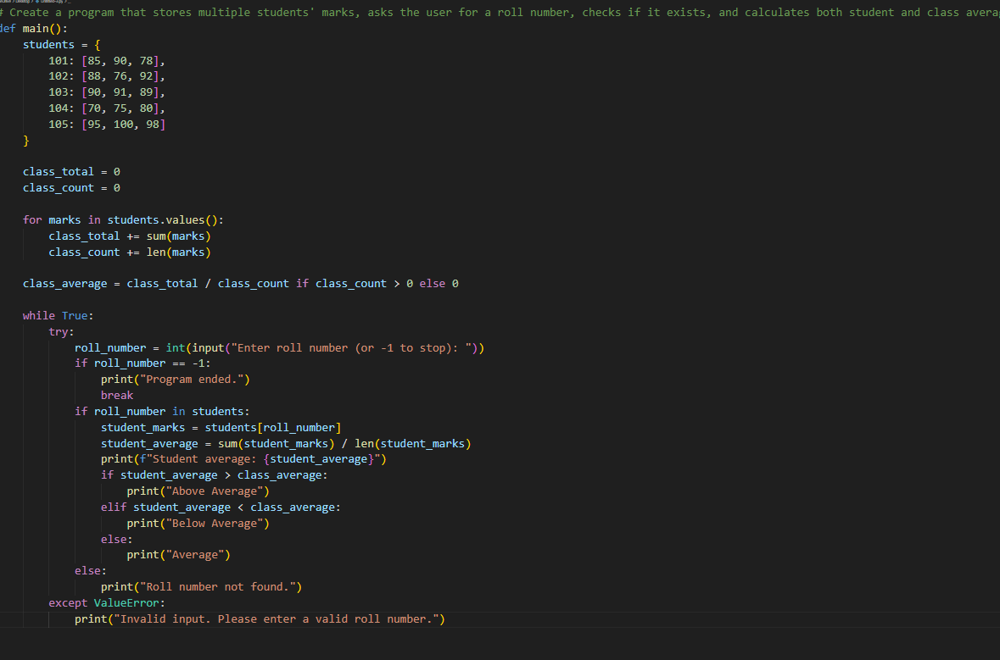 # Create a program that stores multiple students' marks, asks the user for a roll number, checks if it exists, and calculates both student and class avera
def main():
    students = {
        101: [85, 90, 78],
        102: [88, 76, 92],
        103: [90, 91, 89],
        104: [70, 75, 80],
        105: [95, 100, 98]
    }

    class_total = 0
    class_count = 0

    for marks in students.values():
        class_total += sum(marks)
        class_count += len(marks)

    class_average = class_total / class_count if class_count > 0 else 0

    while True:
        try:
            roll_number = int(input("Enter roll number (or -1 to stop): "))
            if roll_number == -1:
                print("Program ended.")
                break
            if roll_number in students:
                student_marks = students[roll_number]
                student_average = sum(student_marks) / len(student_marks)
                print(f"Student average: {student_average}")
                if student_average > class_average:
                    print("Above Average")
                elif student_average < class_average:
                    print("Below Average")
                else:
                    print("Average")
            else:
                print("Roll number not found.")
        except ValueError:
            print("Invalid input. Please enter a valid roll number.")